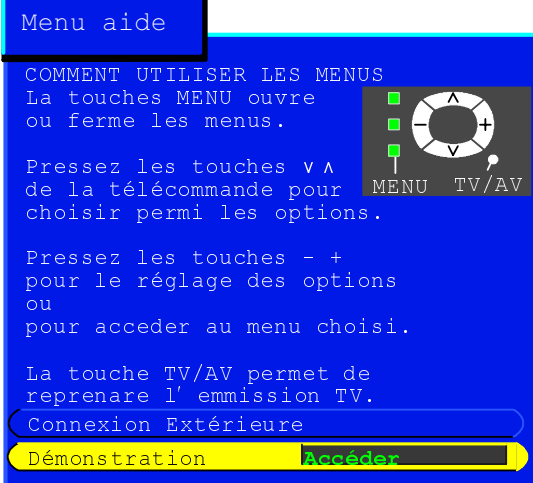 Menu aide
COMMENT UTILISER LES MENUS
La touches MENU ouvre
ou ferme les menus.
Pressez les touches ∨ ∧
de la télécommande pour
choisir permi les options.
MENU TV/AV
Pressez les touches - +
pour le réglage des options
ou
pour acceder au menu choisi.
La touche TV/AV permet de
reprenare l' emmission TV.
Connexion Extérieure
Démonstration Accéder